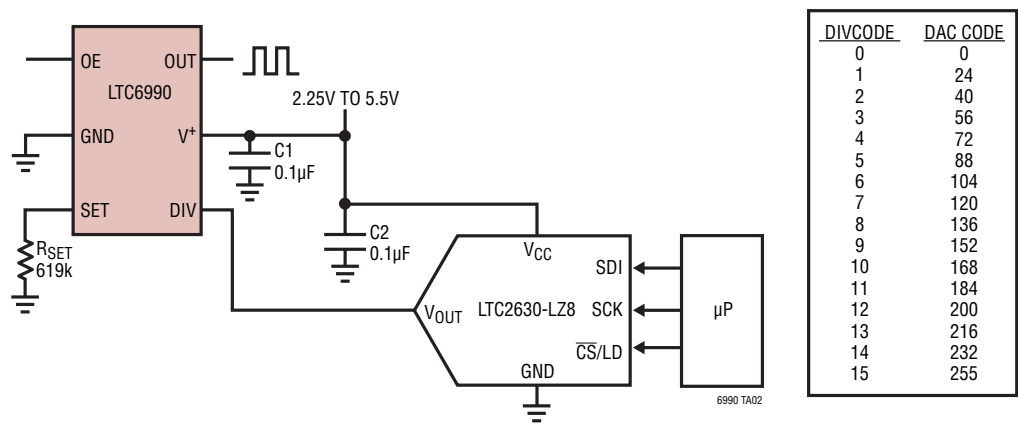 OE
OUT
LTC6990
GND
V+
SET
DIV
RSET
619k
2.25V TO 5.5V
C1
0.1µF
C2
0.1µF
VCC
SDI
VOUT
LTC2630-LZ8
SCK
CS/LD
GND
µP
6990 TA02
DIVCODE DAC CODE
0 0
1 24
2 40
3 56
4 72
5 88
6 104
7 120
8 136
9 152
10 168
11 184
12 200
13 216
14 232
15 255